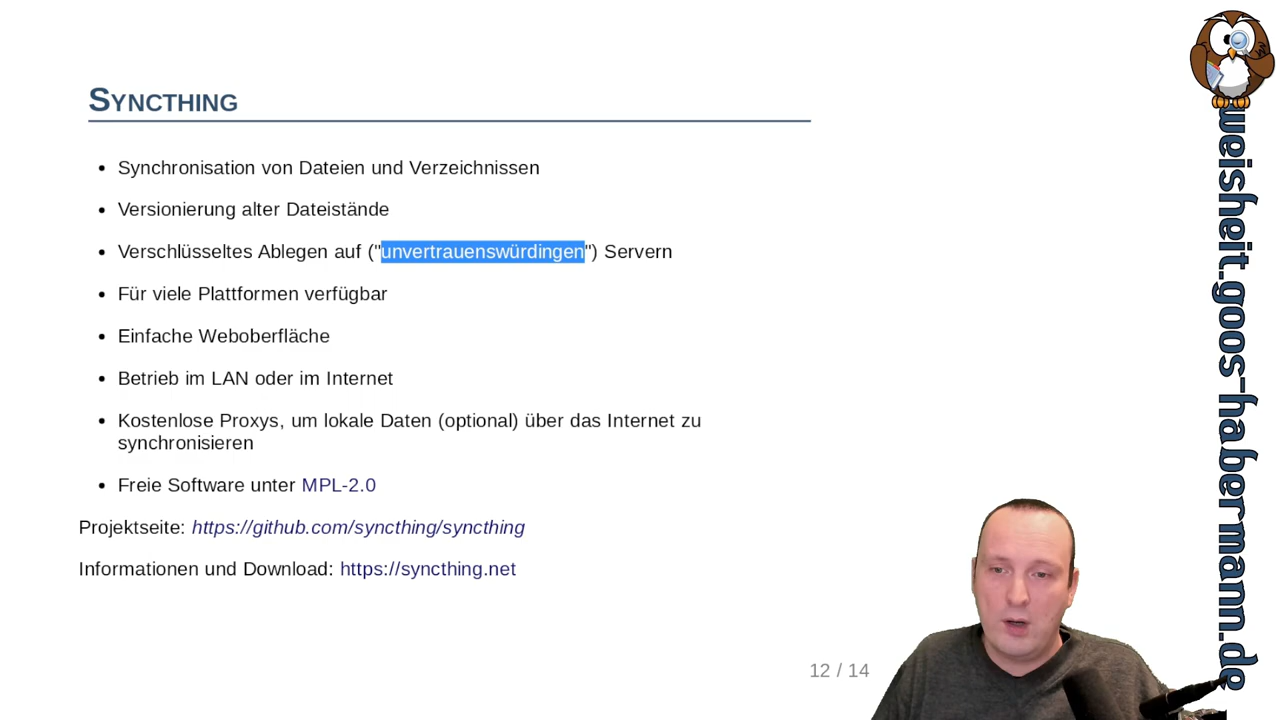 SYNCTHING
• Synchronisation von Dateien und Verzeichnissen
• Versionierung alter Dateistände
• Verschlüsseltes Ablegen auf ("unvertrauenswürdingen") Servern
• Für viele Plattformen verfügbar
• Einfache Weboberfläche
• Betrieb im LAN oder im Internet
• Kostenlose Proxys, um lokale Daten (optional) über das Internet zu
synchronisieren
• Freie Software unter MPL-2.0
Projektseite: https://github.com/syncthing/syncthing
Informationen und Download: https://syncthing.net
12 / 14
weisheit.goos-habermann.de